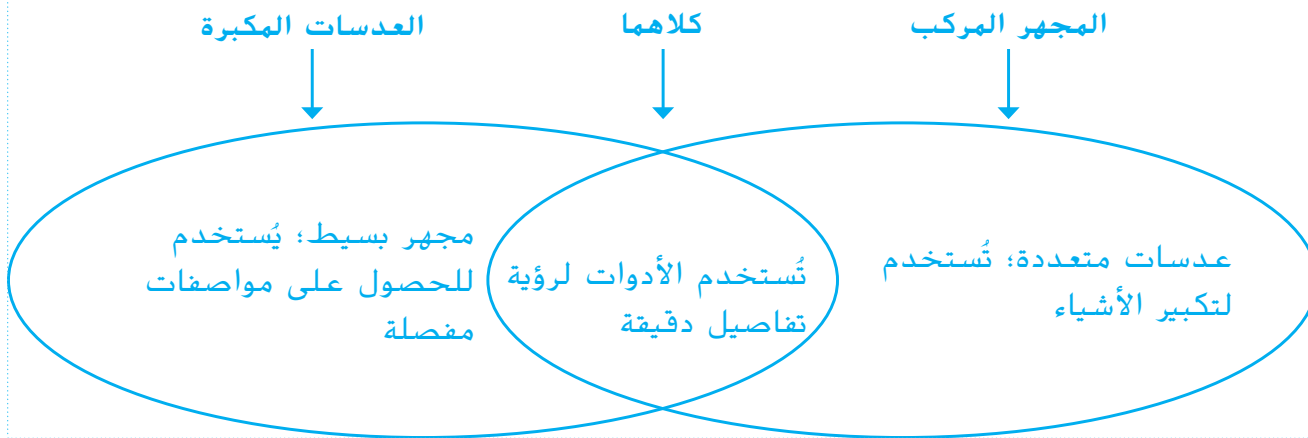 المجهر المركب
كلاهما
العدسات المكبرة
عدسات متعددة؛ تُستخدم
لتكبير الأشياء
تُستخدم الأدوات لرؤية
تفاصيل دقيقة
مجهر بسيط؛ يُستخدم
للحصول على مواصفات
مفصلة